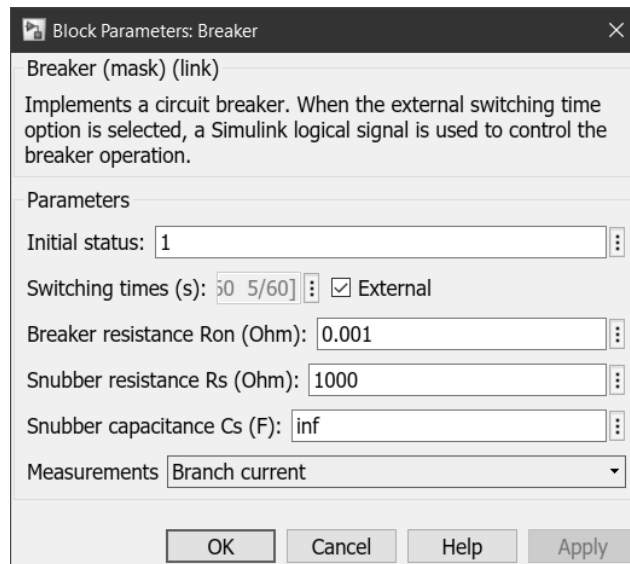 Block Parameters: Breaker
Breaker (mask) (link)
Implements a circuit breaker. When the external switching time
option is selected, a Simulink logical signal is used to control the
breaker operation.
Parameters
Initial status: 1
Switching times (s): 5/60] External
Breaker resistance Ron (Ohm): 0.001
Snubber resistance Rs (Ohm): 1000
Snubber capacitance Cs (F): inf
Measurements Branch current
OK Cancel Help Apply